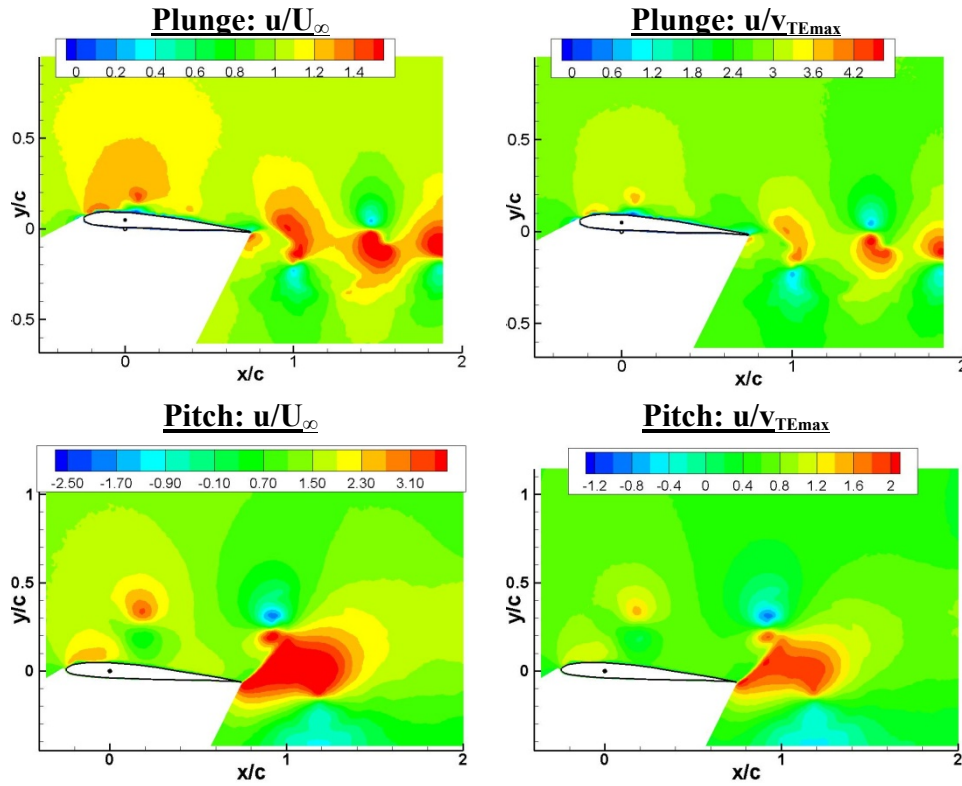 Plunge: u/U∞ Plunge: u/vTEmax
0 0.2 0.4 0.6 0.8 1 1.2 1.4 0 0.6 1.2 1.8 2.4 3 3.6 4.2
0.5 0.5
y/c y/c
0 0
0.5 0.5
0 1 2 0 1 2
x/c x/c
Pitch: u/U∞ Pitch: u/vTEmax
-2.50 -1.70 -0.90 -0.10 0.70 1.50 2.30 3.10 -1.2 -0.8 -0.4 0 0.4 0.8 1.2 1.6 2
1 1
0.5 0.5
y/c y/c
0 0
0 1 2 0 1 2
x/c x/c